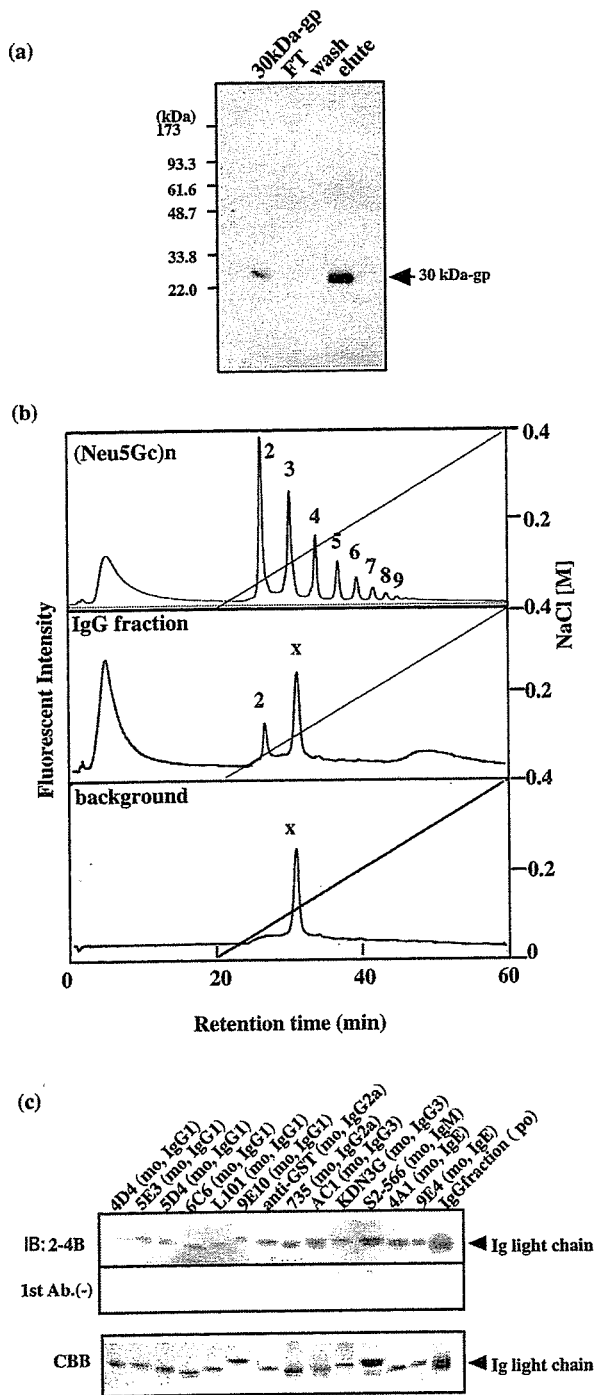 (a)
30kDa-gp
FT
wash
elute
(kDa)
173
93.3
61.6
48.7
33.8
22.0
30 kDa-gp
(b)
(Neu5Gc)n
2
3
4
5
6
7
8
9
0.4
0.2
0.4
IgG fraction
2
x
0.2
0.4
background
x
0.2
0
Fluorescent Intensity
NaCl [M]
0
20
40
60
Retention time (min)
(c)
4D4 (mo, IgG1)
5E3 (mo, IgG1)
5D4 (mo, IgG1)
6C6 (mo, IgG1)
L101 (mo, IgG1)
9E10 (mo, IgG1)
anti-GST (mo, IgG2a)
735 (mo, IgG2a)
AC1 (mo, IgG3)
KDN3G (mo, IgG3)
S2-566 (mo, IgM)
4A1 (mo, IgE)
9E4 (mo, IgE)
IgGfraction (po)
IB: 2-4B
Ig light chain
1st Ab.(-)
CBB
Ig light chain